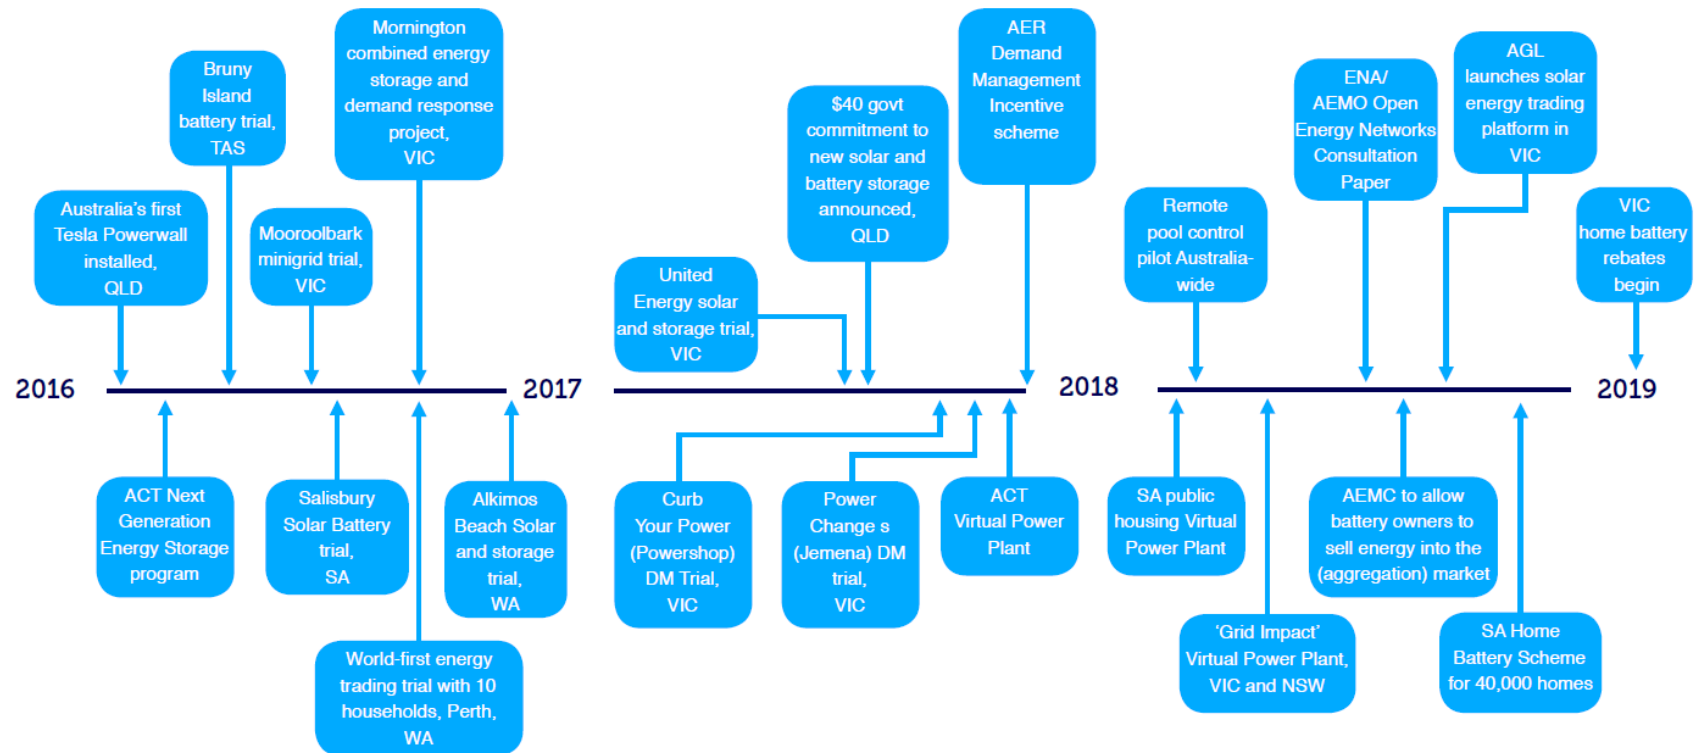 Australia's first
Tesla Powerwall
installed,
QLD
Bruny
Island
battery trial,
TAS
Mooroolbark
minigrid trial,
VIC
Mornington
combined energy
storage and
demand response
project,
VIC
United
Energy solar
and storage trial,
VIC
$40 govt
commitment to
new solar and
battery storage
announced,
QLD
AER
Demand
Management
Incentive
scheme
Remote
pool control
pilot Australia-
wide
ENA/
AEMO Open
Energy Networks
Consultation
Paper
AGL
launches solar
energy trading
platform in
VIC
VIC
home battery
rebates
begin
2016
2017
2018
2019
ACT Next
Generation
Energy Storage
program
Salisbury
Solar Battery
trial,
SA
World-first energy
trading trial with 10
households, Perth,
WA
Alkimos
Beach Solar
and storage
trial,
WA
Curb
Your Power
(Powershop)
DM Trial,
VIC
Power
Change s
(Jemena) DM
trial,
VIC
ACT
Virtual Power
Plant
SA public
housing Virtual
Power Plant
'Grid Impact'
Virtual Power Plant,
VIC and NSW
AEMC to allow
battery owners to
sell energy into the
(aggregation) market
SA Home
Battery Scheme
for 40,000 homes